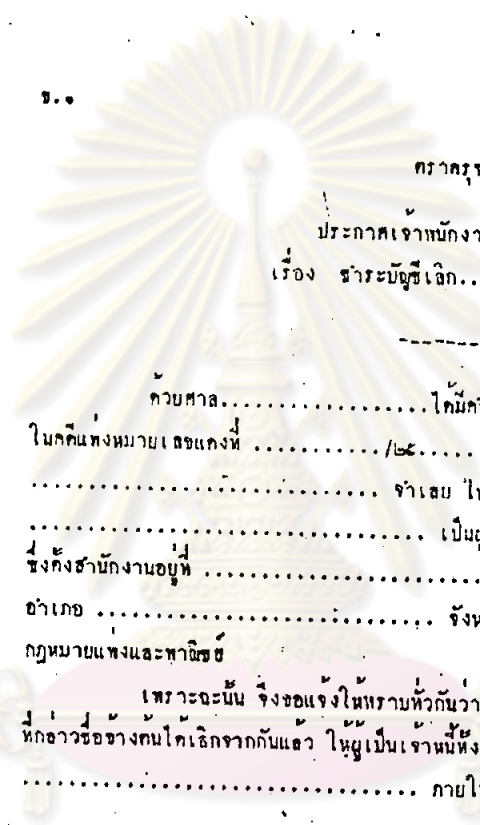 ช.๑
ตราครุฑ
ประกาศเจ้าพนักงา
เรื่อง ชำระบัญชีเลิก..
---------
ด้วยศาล..................ได้มีคำ
ในคดีแพ่งหมายเลขแดงที่ .........../๒๕......
.............................. จำเลย ให
.................................. เป็นผู
ซึ่งตั้งสำนักงานอยู่ที่ ........................
อำเภอ ............................. จังห
กฎหมายแพ่งและพาณิชย์
เพราะฉะนั้น จึงขอแจ้งให้ทราบทั่วกันว่า
ที่กล่าวชื่อข้างต้นได้เลิกจากกันแล้ว ให้ผู้เป็นเจ้าหนี้ทั้ง
.................................. ภายใ